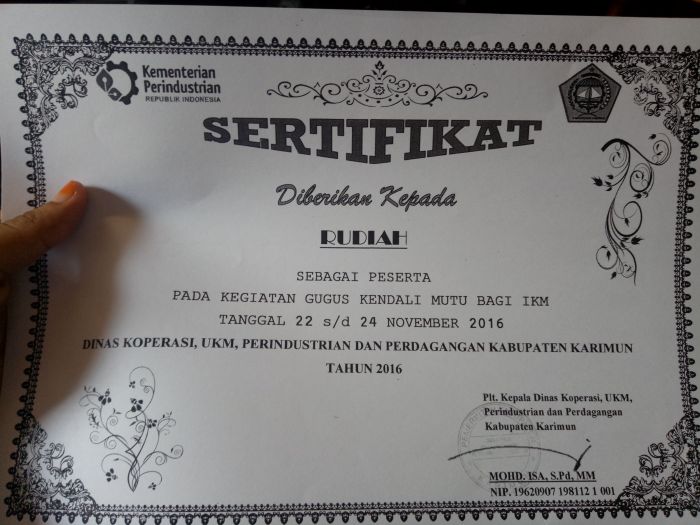 Kementerian
Perindustrian
REPUBLIK INDONESIA
SERTIFIKAT
Diberikan Kepada
RUDIAH
SEBAGAI PESERTA
PADA KEGIATAN GUGUS KENDALI MUTU BAGI IKM
TANGGAL 22 s/d 24 NOVEMBER 2016
DINAS KOPERASI, UKM, PERINDUSTRIAN DAN PERDAGANGAN KABUPATEN KARIMUN
TAHUN 2016
Plt. Kepala Dinas Koperasi, UKM,
Perindustrian dan Perdagangan
Kabupaten Karimun
MOHD. ISA, S.Pd, MM
NIP. 19620907 198112 1 001